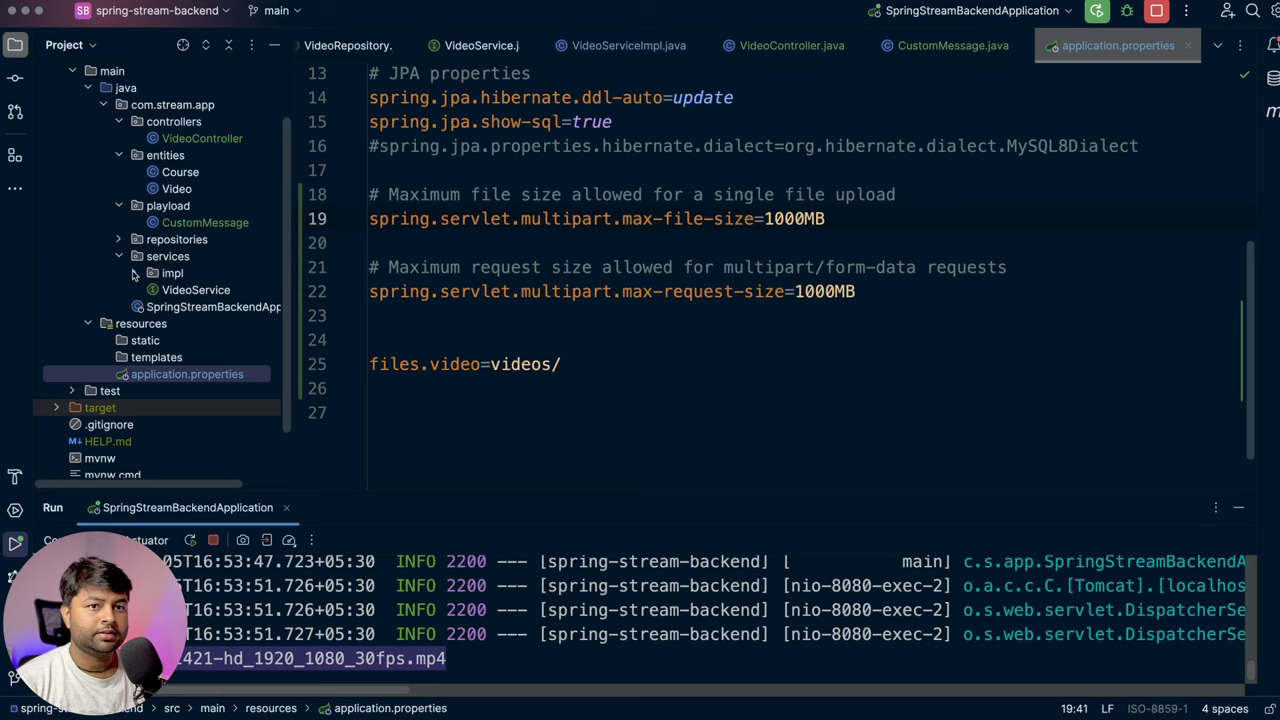 SB spring-stream-backend main SpringStreamBackendApplication
Project
VideoRepository. VideoService.j VideoServiceImpl.java VideoController.java CustomMessage.java application.properties
main
java
com.stream.app
controllers
VideoController
entities
Course
Video
playload
CustomMessage
repositories
services
impl
VideoService
SpringStreamBackendApp
resources
static
templates
application.properties
test
target
.gitignore
HELP.md
mvnw
mvnw.cmd
13 # JPA properties
14 spring.jpa.hibernate.ddl-auto=update
15 spring.jpa.show-sql=true
16 #spring.jpa.properties.hibernate.dialect=org.hibernate.dialect.MySQL8Dialect
17
18 # Maximum file size allowed for a single file upload
19 spring.servlet.multipart.max-file-size=1000MB
20
21 # Maximum request size allowed for multipart/form-data requests
22 spring.servlet.multipart.max-request-size=1000MB
23
24
25 files.video=videos/
26
27
Run SpringStreamBackendApplication
05T16:53:47.723+05:30 INFO 2200 --- [spring-stream-backend] [ main] c.s.app.SpringStreamBackendA
53:51.726+05:30 INFO 2200 --- [spring-stream-backend] [nio-8080-exec-2] o.a.c.c.C.[Tomcat].[localhos
53:51.726+05:30 INFO 2200 --- [spring-stream-backend] [nio-8080-exec-2] o.s.web.servlet.DispatcherSe
53:51.727+05:30 INFO 2200 --- [spring-stream-backend] [nio-8080-exec-2] o.s.web.servlet.DispatcherSe
421-hd_1920_1080_30fps.mp4
spring-st end src main resources application.properties 19:41 LF ISO-8859-1 4 spaces